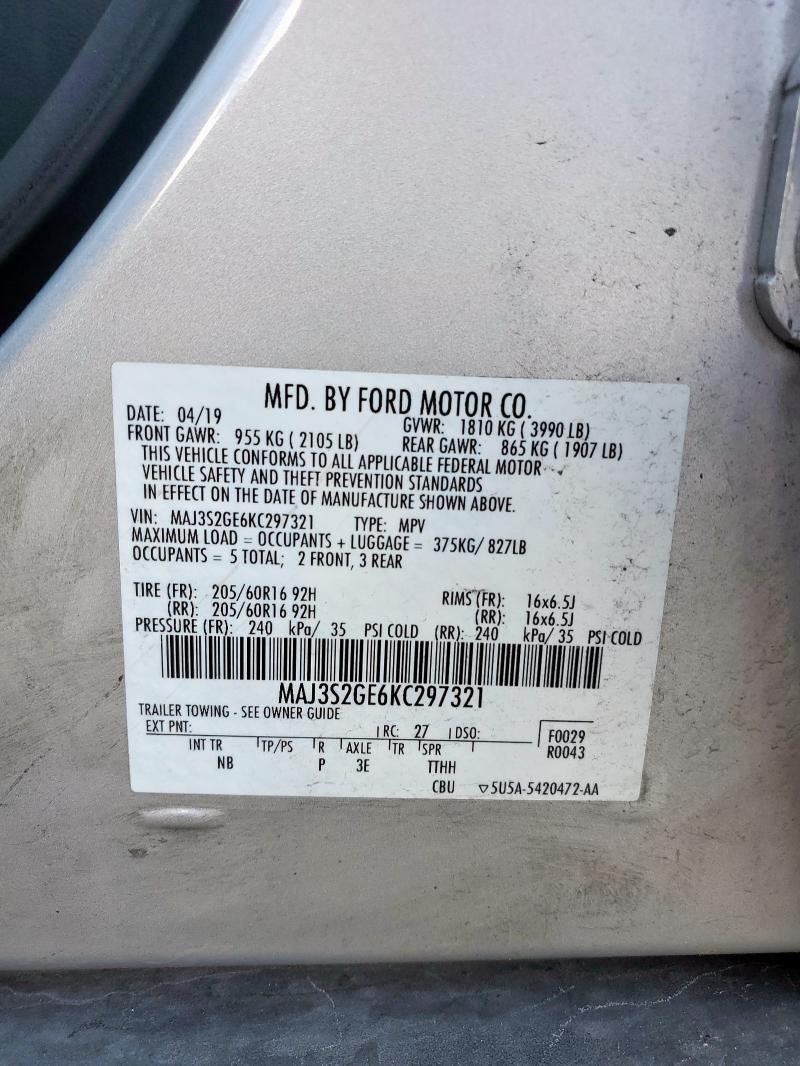 MFD. BY FORD MOTOR CO.
DATE: 04/19 GVWR: 1810 KG ( 3990 LB)
FRONT GAWR: 955 KG ( 2105 LB) REAR GAWR: 865 KG ( 1907 LB)
THIS VEHICLE CONFORMS TO ALL APPLICABLE FEDERAL MOTOR
VEHICLE SAFETY AND THEFT PREVENTION STANDARDS
IN EFFECT ON THE DATE OF MANUFACTURE SHOWN ABOVE.
VIN: MAJ3S2GE6KC297321 TYPE: MPV
MAXIMUM LOAD = OCCUPANTS + LUGGAGE = 375KG/ 827LB
OCCUPANTS = 5 TOTAL; 2 FRONT, 3 REAR
TIRE (FR): 205/60R16 92H RIMS (FR): 16x6.5J
(RR): 205/60R16 92H (RR): 16x6.5J
PRESSURE (FR): 240 kPa/ 35 PSI COLD (RR): 240 kPa/ 35 PSI COLD
MAJ3S2GE6KC297321
TRAILER TOWING - SEE OWNER GUIDE
EXT PNT: RC: 27 DSO: F0029
INT TR TP/PS R AXLE TR SPR R0043
NB P 3E TTHH
CBU ▽5U5A-5420472-AA